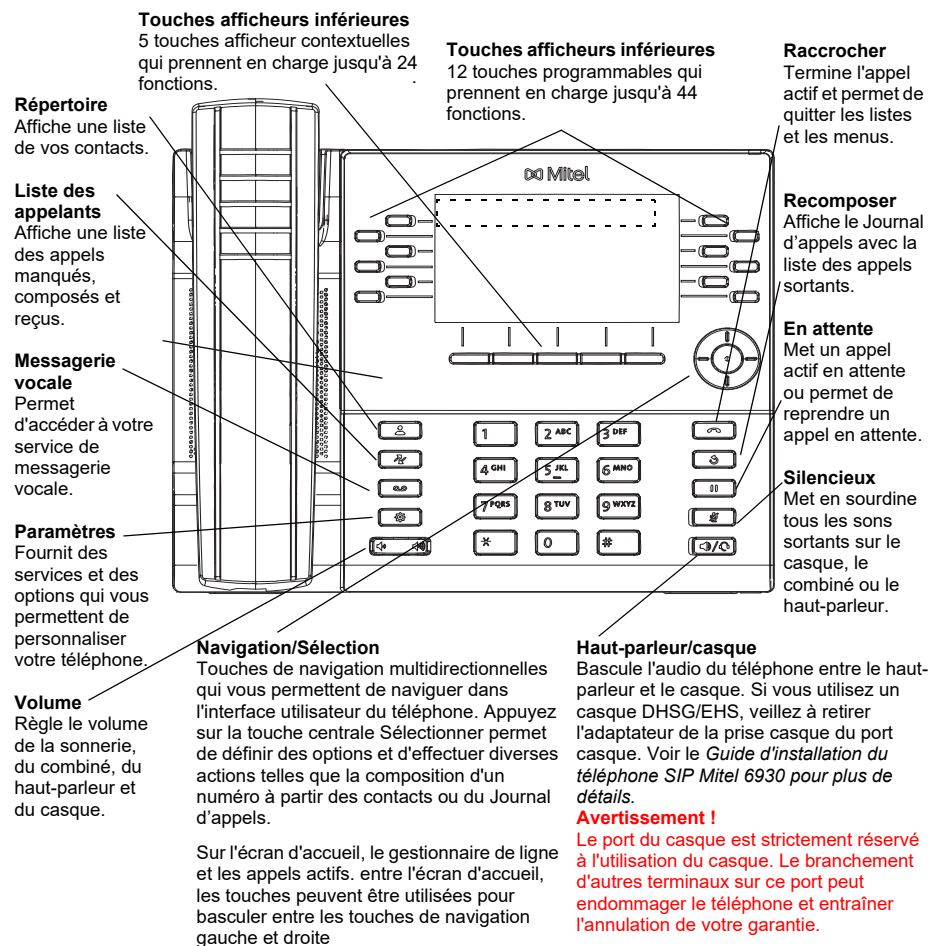 Touches afficheurs inférieures
5 touches afficheur contextuelles
qui prennent en charge jusqu'à 24
fonctions.
Touches afficheurs inférieures
12 touches programmables qui
prennent en charge jusqu'à 44
fonctions.
Raccrocher
Termine l'appel
actif et permet de
quitter les listes
et les menus.
Répertoire
Affiche une liste
de vos contacts.
Liste des
appelants
Affiche une liste
des appels
manqués,
composés et
reçus.
Messagerie
vocale
Permet
d'accéder à votre
service de
messagerie
vocale.
Paramètres
Fournit des
services et des
options qui vous
permettent de
personnaliser
votre téléphone.
Volume
Règle le volume
de la sonnerie,
du combiné, du
haut-parleur et
du casque.
Mitel
1 2 ABC 3 DEF
4 GHI 5 JKL 6 MNO
7 PQRS 8 TUV 9 WXYZ
* 0 #
Recomposer
Affiche le Journal
d’appels avec la
liste des appels
sortants.
En attente
Met un appel
actif en attente
ou permet de
reprendre un
appel en attente.
Silencieux
Met en sourdine
tous les sons
sortants sur le
casque, le
combiné ou le
haut-parleur.
Navigation/Sélection
Touches de navigation multidirectionnelles
qui vous permettent de naviguer dans
l'interface utilisateur du téléphone. Appuyez
sur la touche centrale Sélectionner permet
de définir des options et d'effectuer diverses
actions telles que la composition d'un
numéro à partir des contacts ou du Journal
d’appels.
Sur l'écran d'accueil, le gestionnaire de ligne
et les appels actifs. entre l'écran d'accueil,
les touches peuvent être utilisées pour
basculer entre les touches de navigation
gauche et droite
Haut-parleur/casque
Bascule l'audio du téléphone entre le haut-
parleur et le casque. Si vous utilisez un
casque DHSG/EHS, veillez à retirer
l'adaptateur de la prise casque du port
casque. Voir le Guide d'installation du
téléphone SIP Mitel 6930 pour plus de
détails.
Avertissement !
Le port du casque est strictement réservé
à l'utilisation du casque. Le branchement
d'autres terminaux sur ce port peut
endommager le téléphone et entraîner
l'annulation de votre garantie.